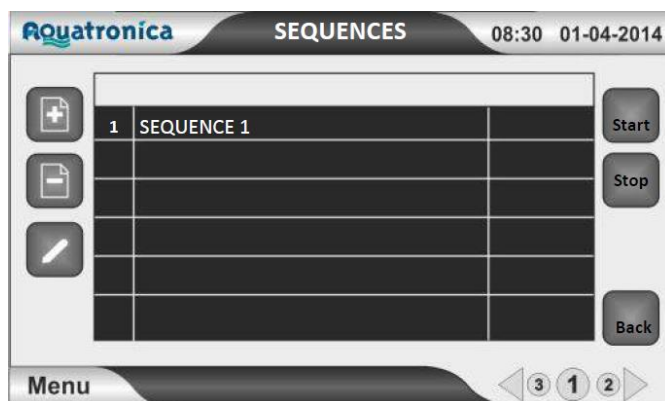 Aquatronica SEQUENCES 08:30 01-04-2014
1 SEQUENCE 1
Start
Stop
Back
Menu 3 1 2